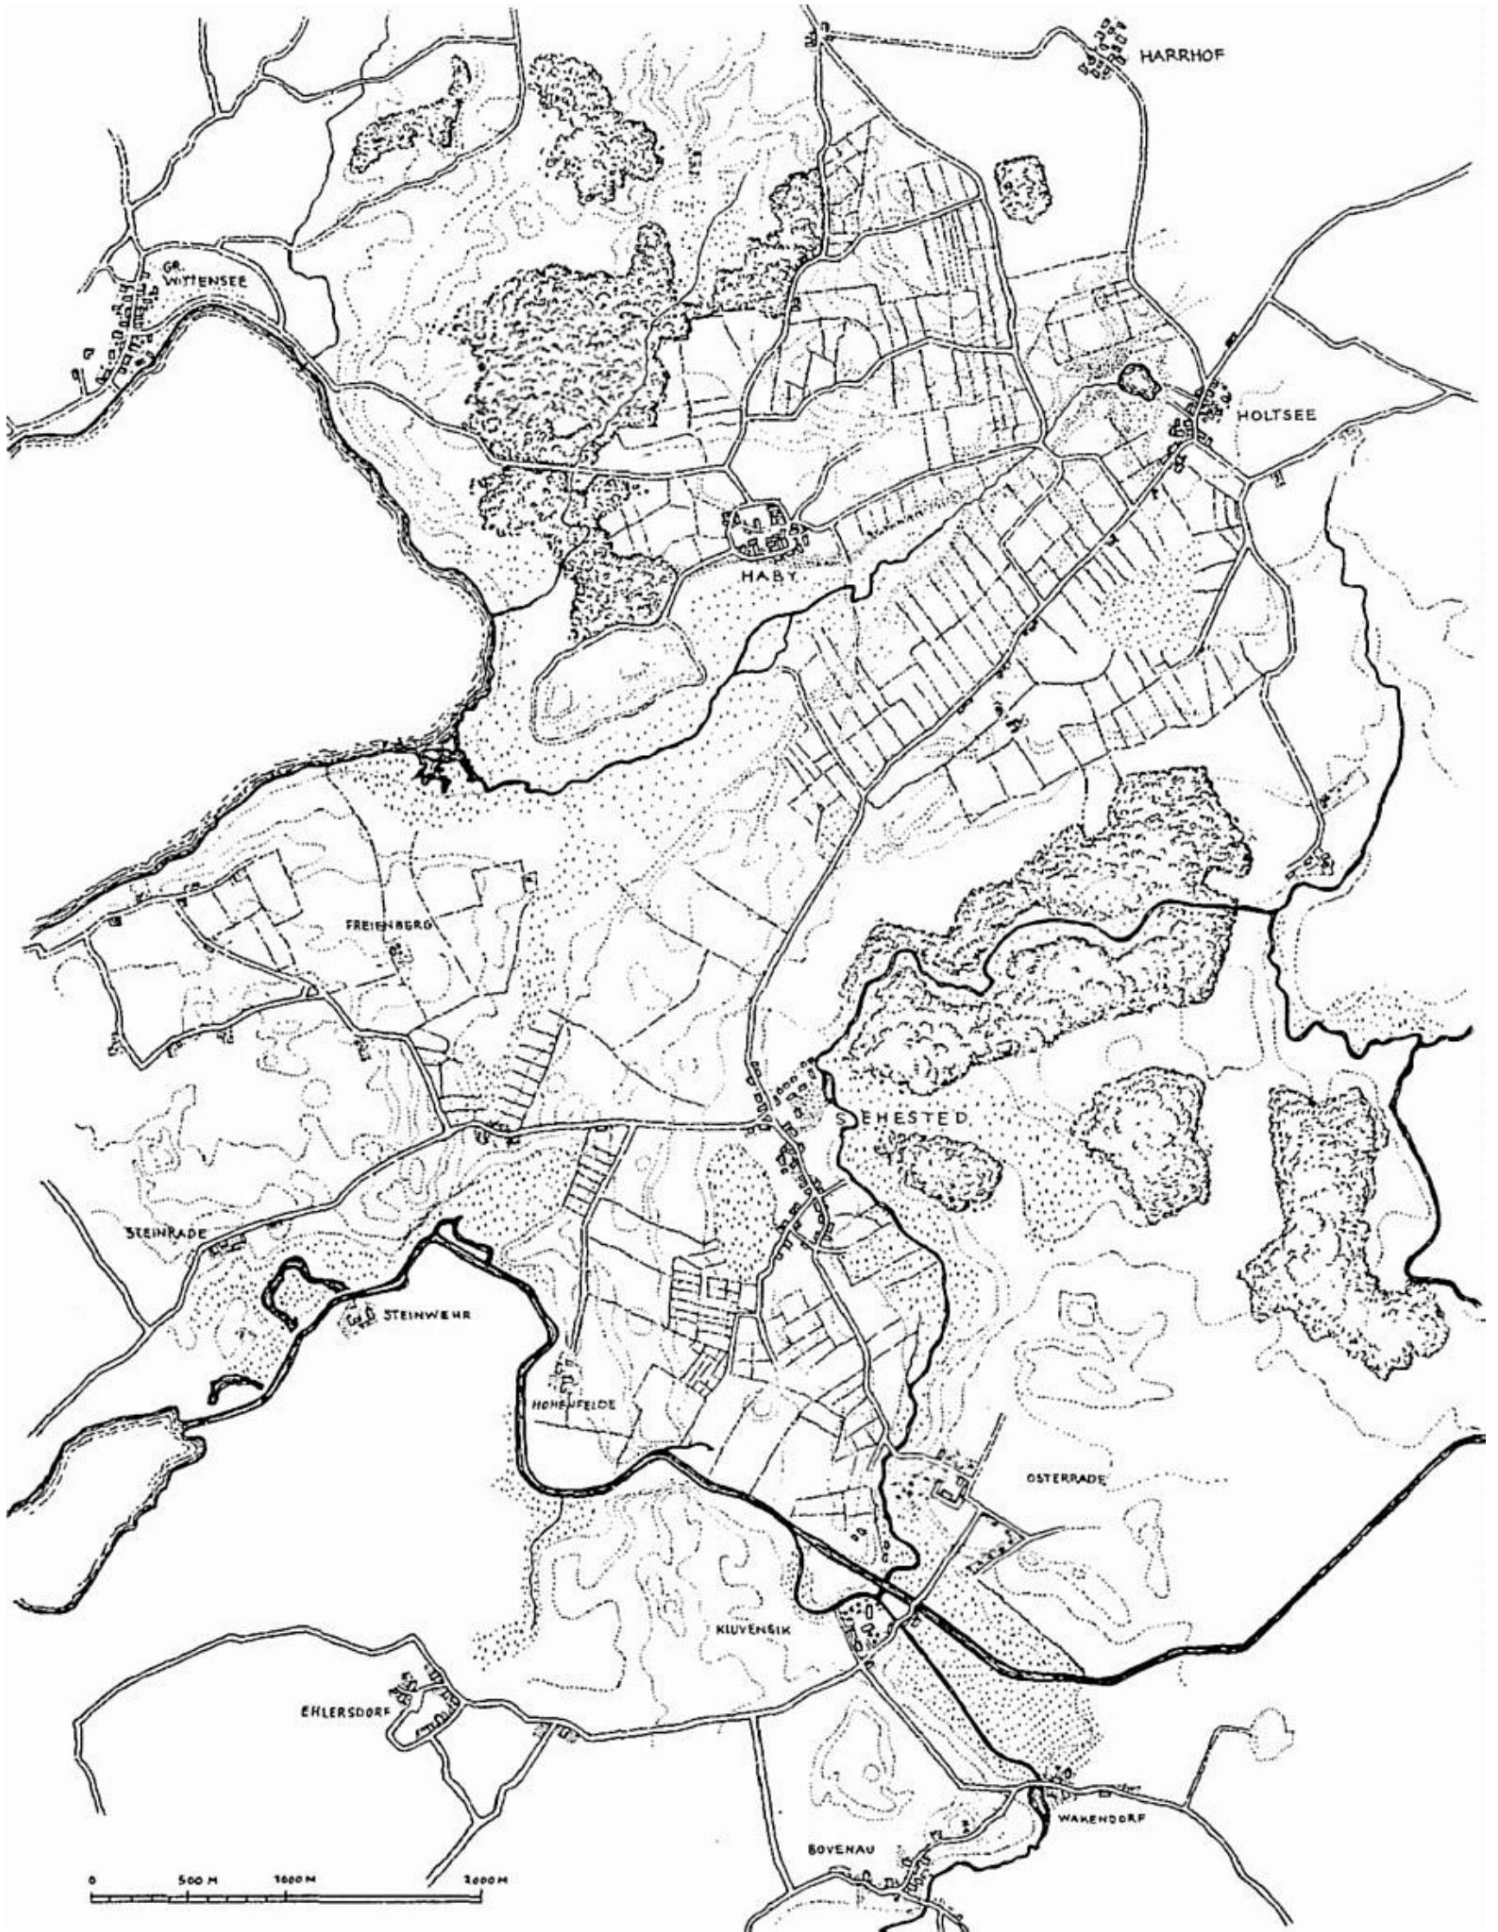 HARRHOF
GR.
WITTENSEE
HOLTSEE
HABY
FREIENBERG
SEHESTED
STEINRADE
STEINWEHR
HOHENFELDE
OSTERRADE
KLUVENSIK
EHLERSDORF
WAKENDORF
BOVENAU
0 500 M 1000 M 2000 M